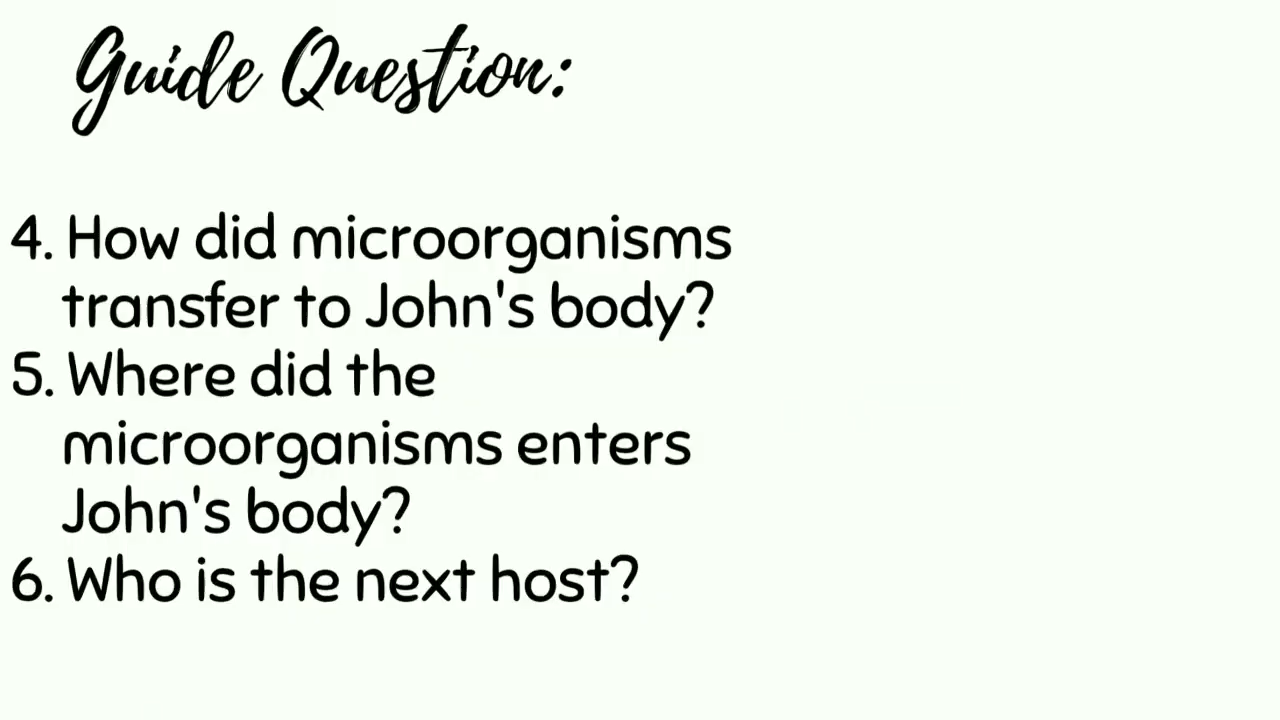 Guide Question:
4. How did microorganisms
transfer to John's body?
5. Where did the
microorganisms enters
John's body?
6. Who is the next host?